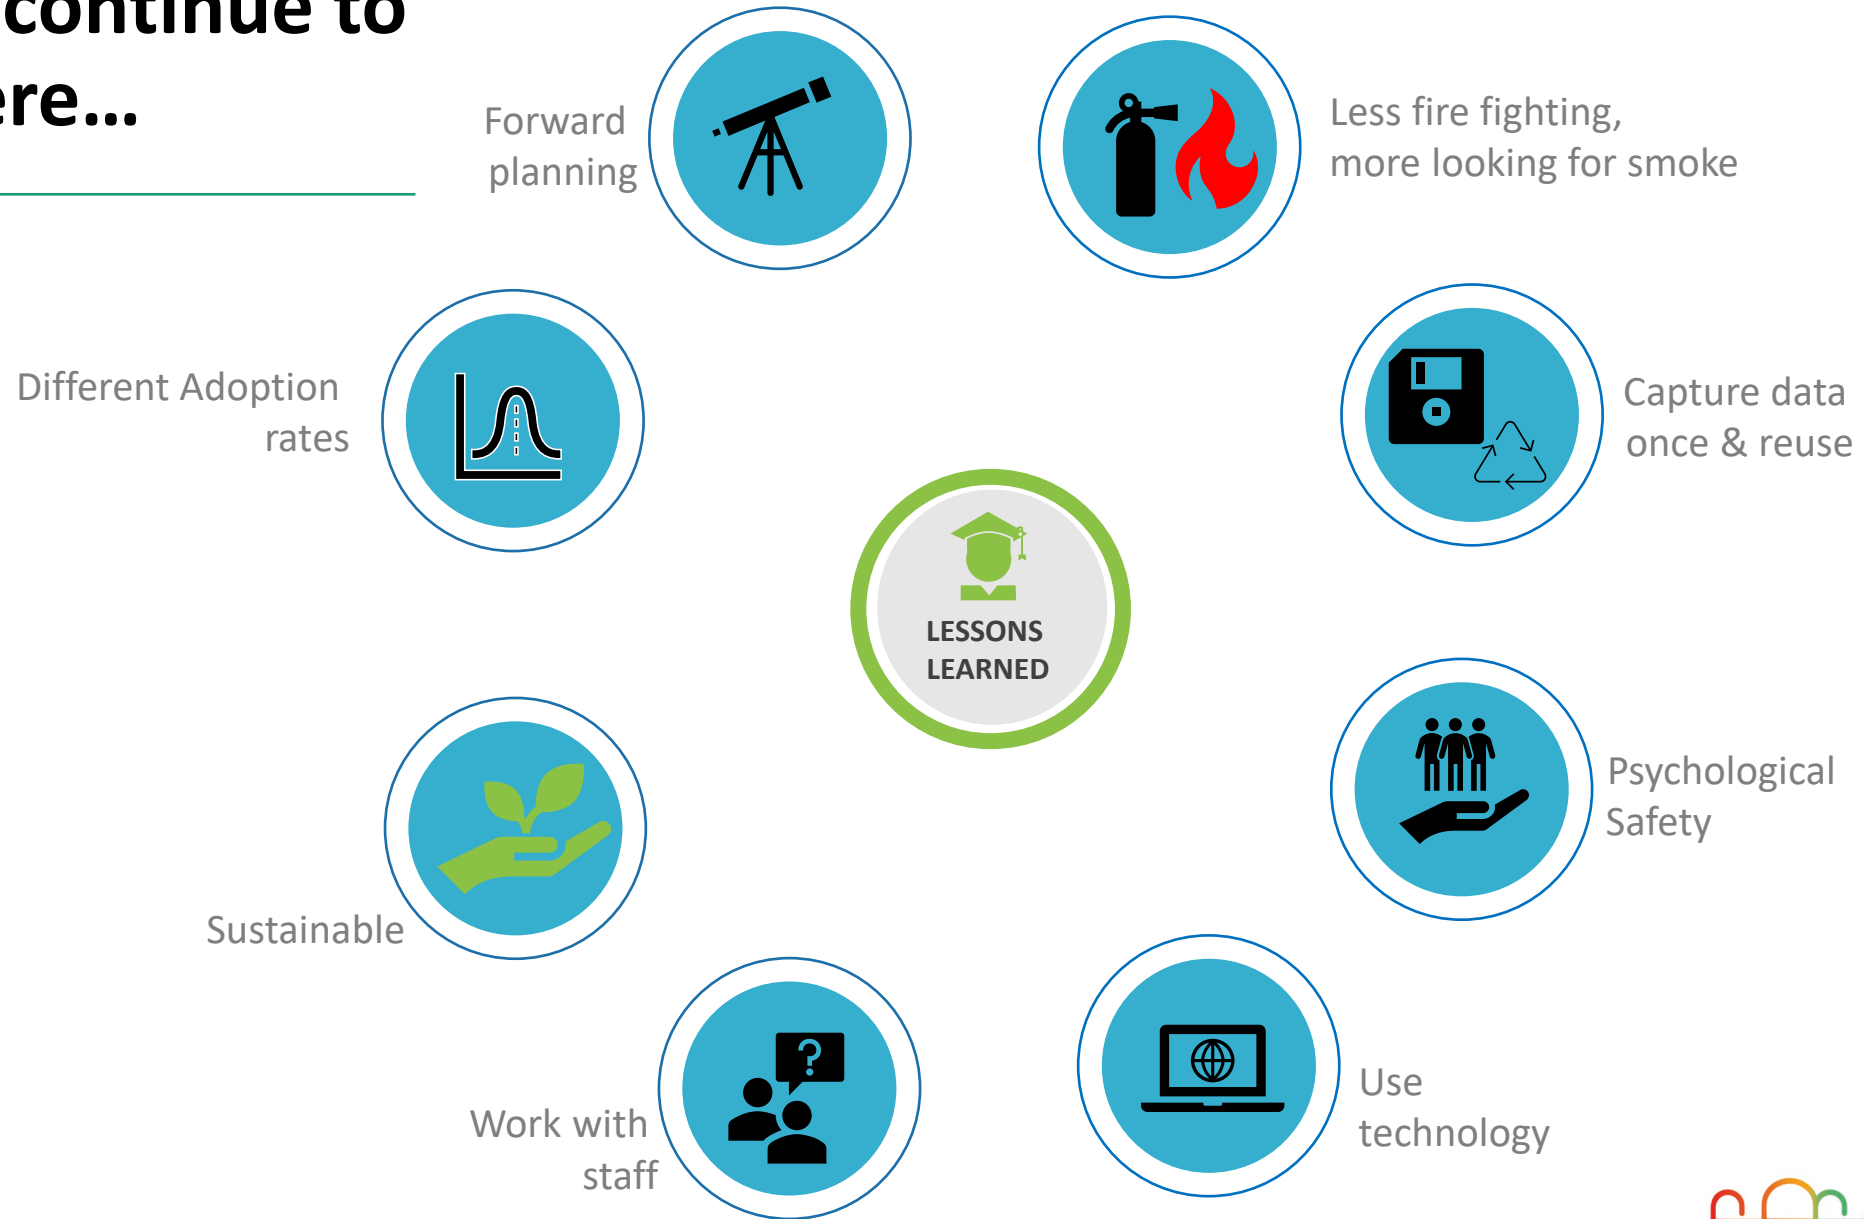 continue to
ere...
Forward
planning
Less fire fighting,
more looking for smoke
Different Adoption
rates
Capture data
once & reuse
LESSONS
LEARNED
Psychological
Safety
Sustainable
Use
technology
Work with
staff
?